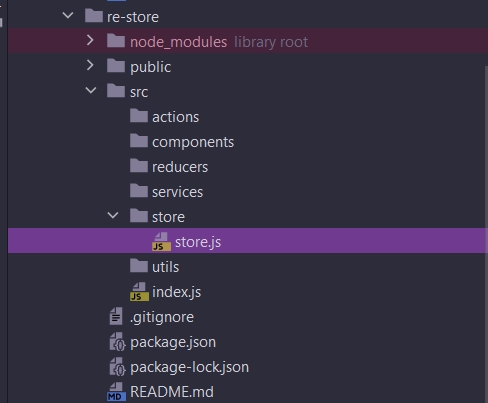 re-store
node_modules library root
public
src
actions
components
reducers
services
store
JS store.js
utils
JS index.js
.gitignore
package.json
package-lock.json
MD README.md